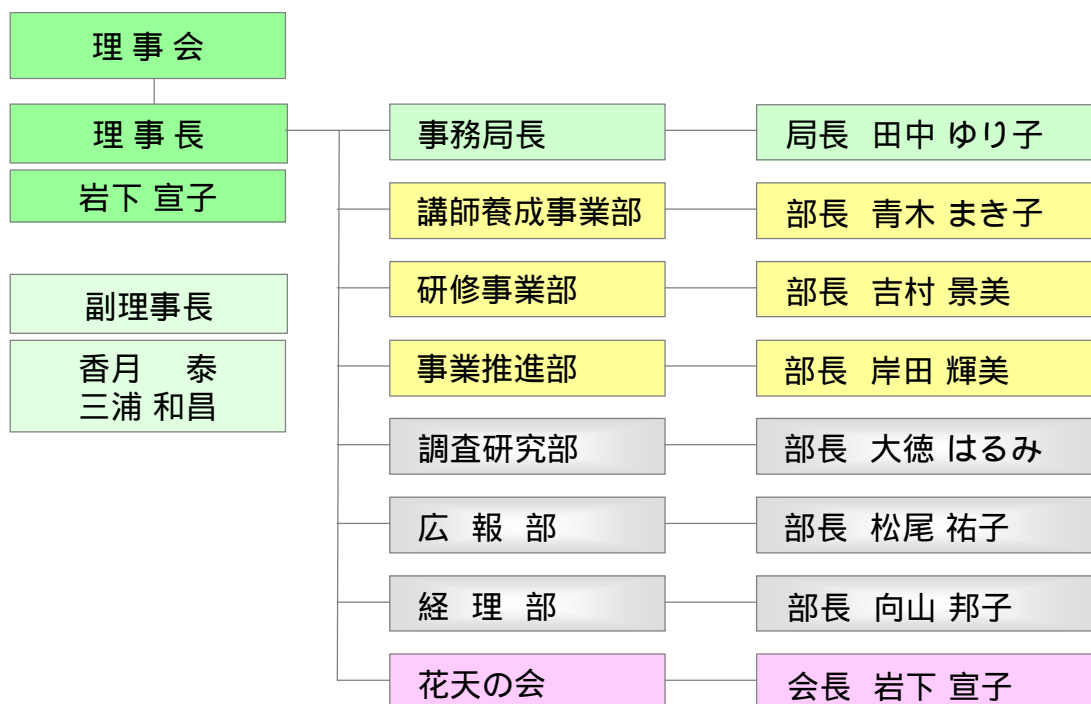 理 事 会
理 事 長
岩下 宣子
副理事長
香月　泰
三浦 和昌
事務局長
局長 田中 ゆり子
講師養成事業部
部長 青木 まき子
研修事業部
部長 吉村 景美
事業推進部
部長 岸田 輝美
調査研究部
部長 大徳 はるみ
広 報 部
部長 松尾 祐子
経 理 部
部長 向山 邦子
花天の会
会長 岩下 宣子